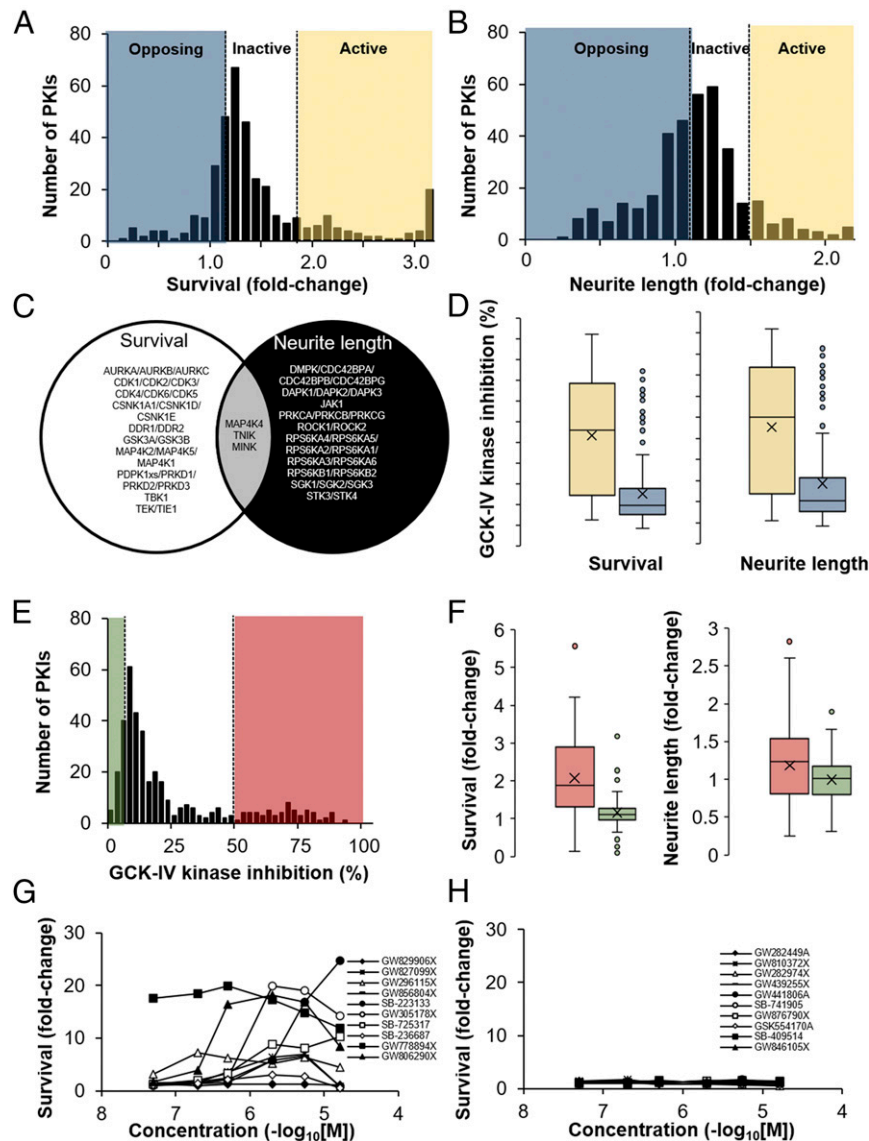 A
Opposing
Inactive
Active
Number of PKIs
80
60
40
20
0
0
1.0
2.0
3.0
Survival (fold-change)
B
Opposing
Inactive
Active
Number of PKIs
80
60
40
20
0
0
1.0
2.0
Neurite length (fold-change)
C
Survival
AURKA/AURKB/AURKC
CDK1/CDK2/CDK3/
CDK4/CDK6/CDK5
CSNK1A1/CSNK1D/
CSNK1E
DDR1/DDR2
GSK3A/GSK3B
MAP4K2/MAP4K5/
MAP4K1
PDPK1xs/PRKD1/
PRKD2/PRKD3
TBK1
TEK/TIE1
MAP4K4
TNIK
MINK
Neurite length
DMPK/CDC42BPA/
CDC42BPB/CDC42BPG
DAPK1/DAPK2/DAPK3
JAK1
PRKCA/PRKCB/PRKCG
ROCK1/ROCK2
RPS6KA4/RPS6KA5/
RPS6KA2/RPS6KA1/
RPS6KA3/RPS6KA6
RPS6KB1/RPS6KB2
SGK1/SGK2/SGK3
STK3/STK4
D
GCK-IV kinase inhibition (%)
Survival
Neurite length
E
Number of PKIs
80
60
40
20
0
0
25
50
75
100
GCK-IV kinase inhibition (%)
F
Survival (fold-change)
6
5
4
3
2
1
0
Neurite length (fold-change)
3
2.5
2
1.5
1
0.5
0
G
Survival (fold-change)
30
20
10
0
8
7
6
5
4
Concentration (-log10[M])
GW829906X
GW827099X
GW296115X
GW856804X
SB-223133
GW305178X
SB-725317
SB-236687
GW778894X
GW806290X
H
Survival (fold-change)
30
20
10
0
8
7
6
5
4
Concentration (-log10[M])
GW282449A
GW810372X
GW282974X
GW439255X
GW441806A
SB-741905
GW876790X
GSK554170A
SB-409514
GW846105X